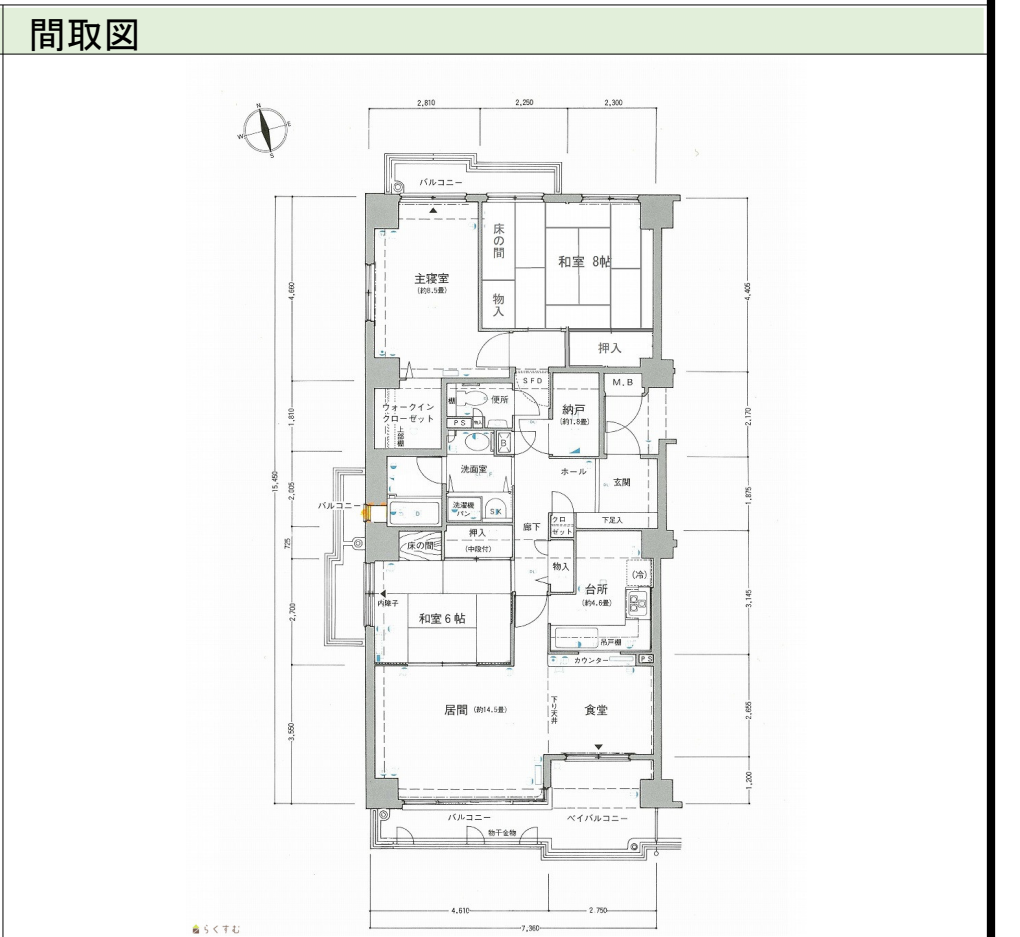 間取図
N
W
E
S
2,810
2,250
2,300
バルコニー
床の間
和室 8帖
主寝室
(約8.5畳)
物入
押入
4,660
4,405
SFD
M.B
納戸
(約1.8畳)
便所
棚
PS
ウォークイン
クローゼット
上部棚
1,810
2,170
B
洗面室
ホール
玄関
洗濯機
パン
SK
下足入
廊下
クロ
ゼット
バルコニー
2,005
1,875
15,450
725
押入
(中段付)
床の間
物入
台所
(約4.6畳)
(冷)
内障子
和室6帖
吊戸棚
カウンター
PS
2,700
3,145
居間 (約14.5畳)
下り天井
食堂
3,550
2,655
1,200
バルコニー
ベイバルコニー
物干金物
4,610
2 750
7,360
らくすむ